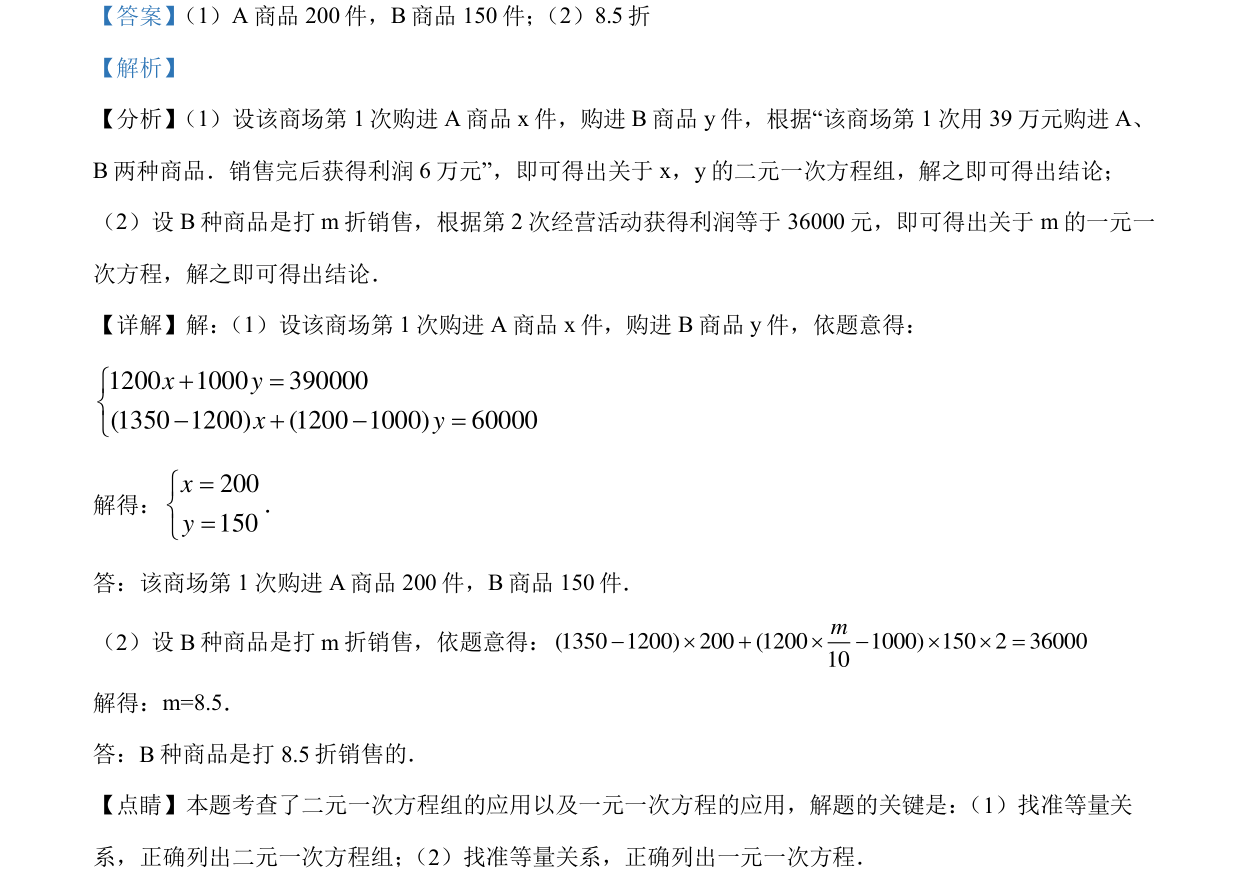 【答案】（1）A 商品 200 件，B 商品 150 件；（2）8.5 折
【解析】
【分析】（1）设该商场第 1 次购进 A 商品 x 件，购进 B 商品 y 件，根据“该商场第 1 次用 39 万元购进 A、
B 两种商品．销售完后获得利润 6 万元”，即可得出关于 x，y 的二元一次方程组，解之即可得出结论；
（2）设 B 种商品是打 m 折销售，根据第 2 次经营活动获得利润等于 36000 元，即可得出关于 m 的一元一
次方程，解之即可得出结论．
【详解】解：（1）设该商场第 1 次购进 A 商品 x 件，购进 B 商品 y 件，依题意得：
1200x+1000y=390000
(1350−1200)x+(1200−1000)y=60000
x=200
解得：
y=150 ．
答：该商场第 1 次购进 A 商品 200 件，B 商品 150 件．
（2）设 B 种商品是打 m 折销售，依题意得：(1350−1200)×200+(1200×m/10−1000)×150×2=36000
解得：m=8.5．
答：B 种商品是打 8.5 折销售的．
【点睛】本题考查了二元一次方程组的应用以及一元一次方程的应用，解题的关键是：（1）找准等量关
系，正确列出二元一次方程组；（2）找准等量关系，正确列出一元一次方程．